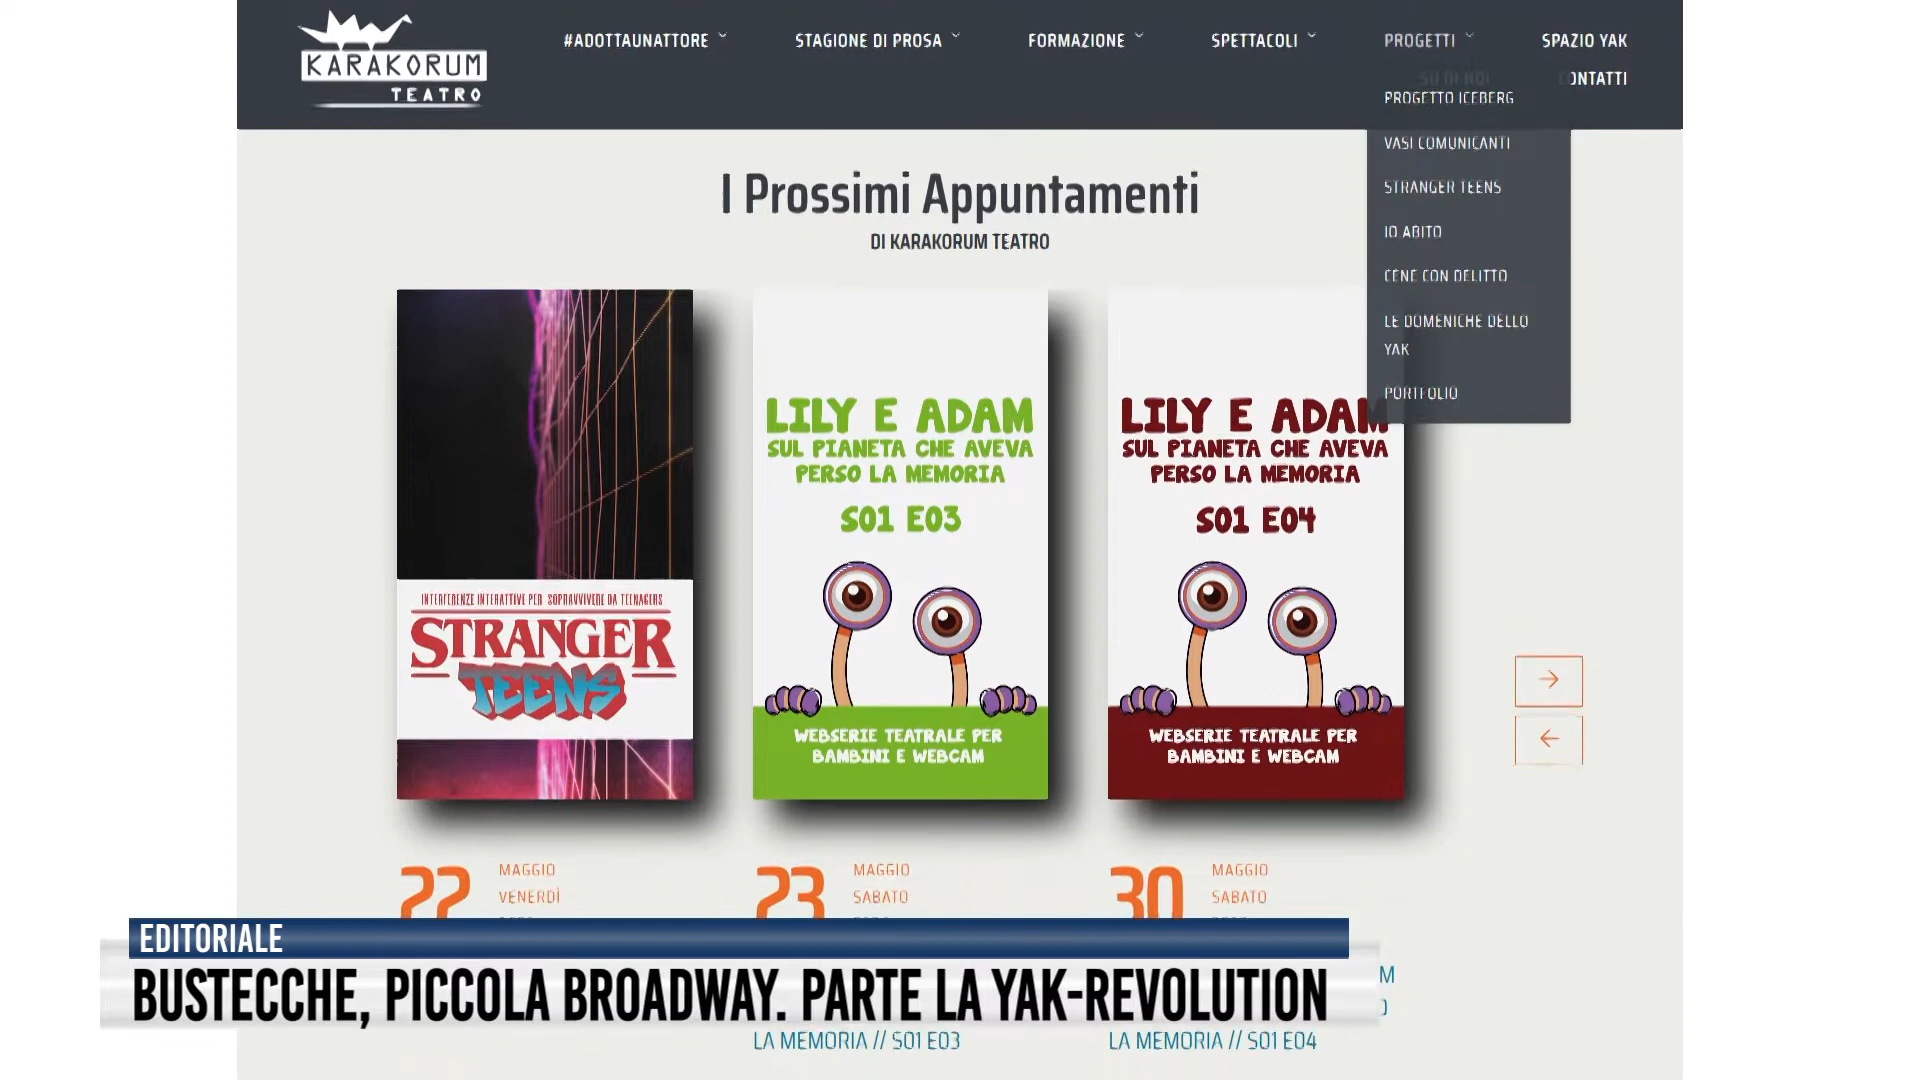 KARAKORUM
TEATRO
#ADOTTAUNATTORE
STAGIONE DI PROSA
FORMAZIONE
SPETTACOLI
PROGETTI
SPAZIO YAK
SU DI NOI
CONTATTI
PROGETTO ICEBERG
VASI COMUNICANTI
STRANGER TEENS
IO ABITO
CENE CON DELITTO
LE DOMENICHE DELLO
YAK
PORTFOLIO
I Prossimi Appuntamenti
DI KARAKORUM TEATRO
INTERFERENZE INTERATTIVE PER SOPRAVVIVERE DA TEENAGERS
STRANGER
TEENS
LILY E ADAM
SUL PIANETA CHE AVEVA
PERSO LA MEMORIA
S01 E03
WEBSERIE TEATRALE PER
BAMBINI E WEBCAM
LILY E ADAM
SUL PIANETA CHE AVEVA
PERSO LA MEMORIA
S01 E04
WEBSERIE TEATRALE PER
BAMBINI E WEBCAM
22
MAGGIO
VENERDÌ
23
MAGGIO
SABATO
30
MAGGIO
SABATO
EDITORIALE
BUSTECCHE, PICCOLA BROADWAY. PARTE LA YAK-REVOLUTION
LA MEMORIA // S01 E03
LA MEMORIA // S01 E04